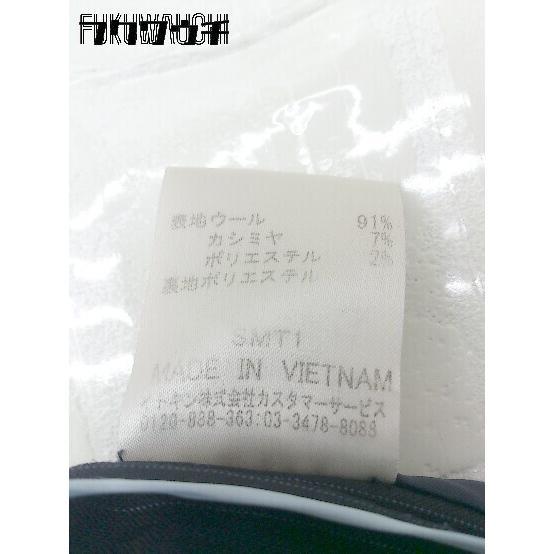 FUKUWAUCHI
表地ウール 91%
カシミヤ 7%
ポリエステル 2%
裏地ポリエステル
SMT1
MADE IN VIETNAM
イトキン株式会社カスタマーサービス
0120-888-363:03-3478-8088